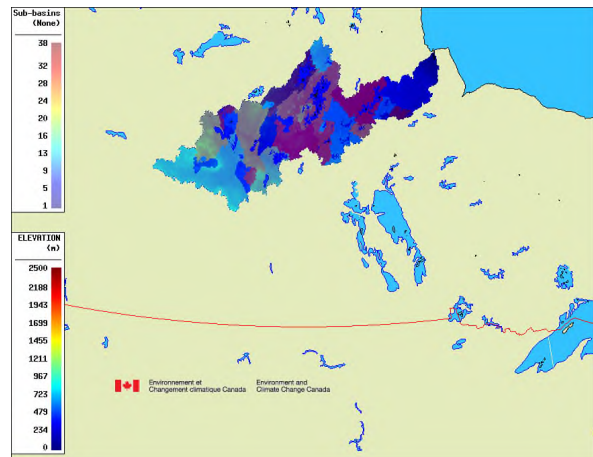 Sub-basins
(None)
38
32
28
24
20
13
9
5
1
ELEVATION
(m)
2500
2188
1943
1699
1455
1211
967
723
479
234
0
Environnement et
Changement climatique Canada
Environment and
Climate Change Canada